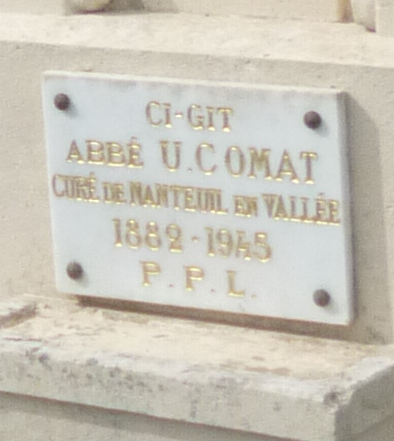 CI-GIT
ABBÉ U.COMAT
CURÉ DE NANTEUIL EN VALLÉE
1882-1945
P.P.L.